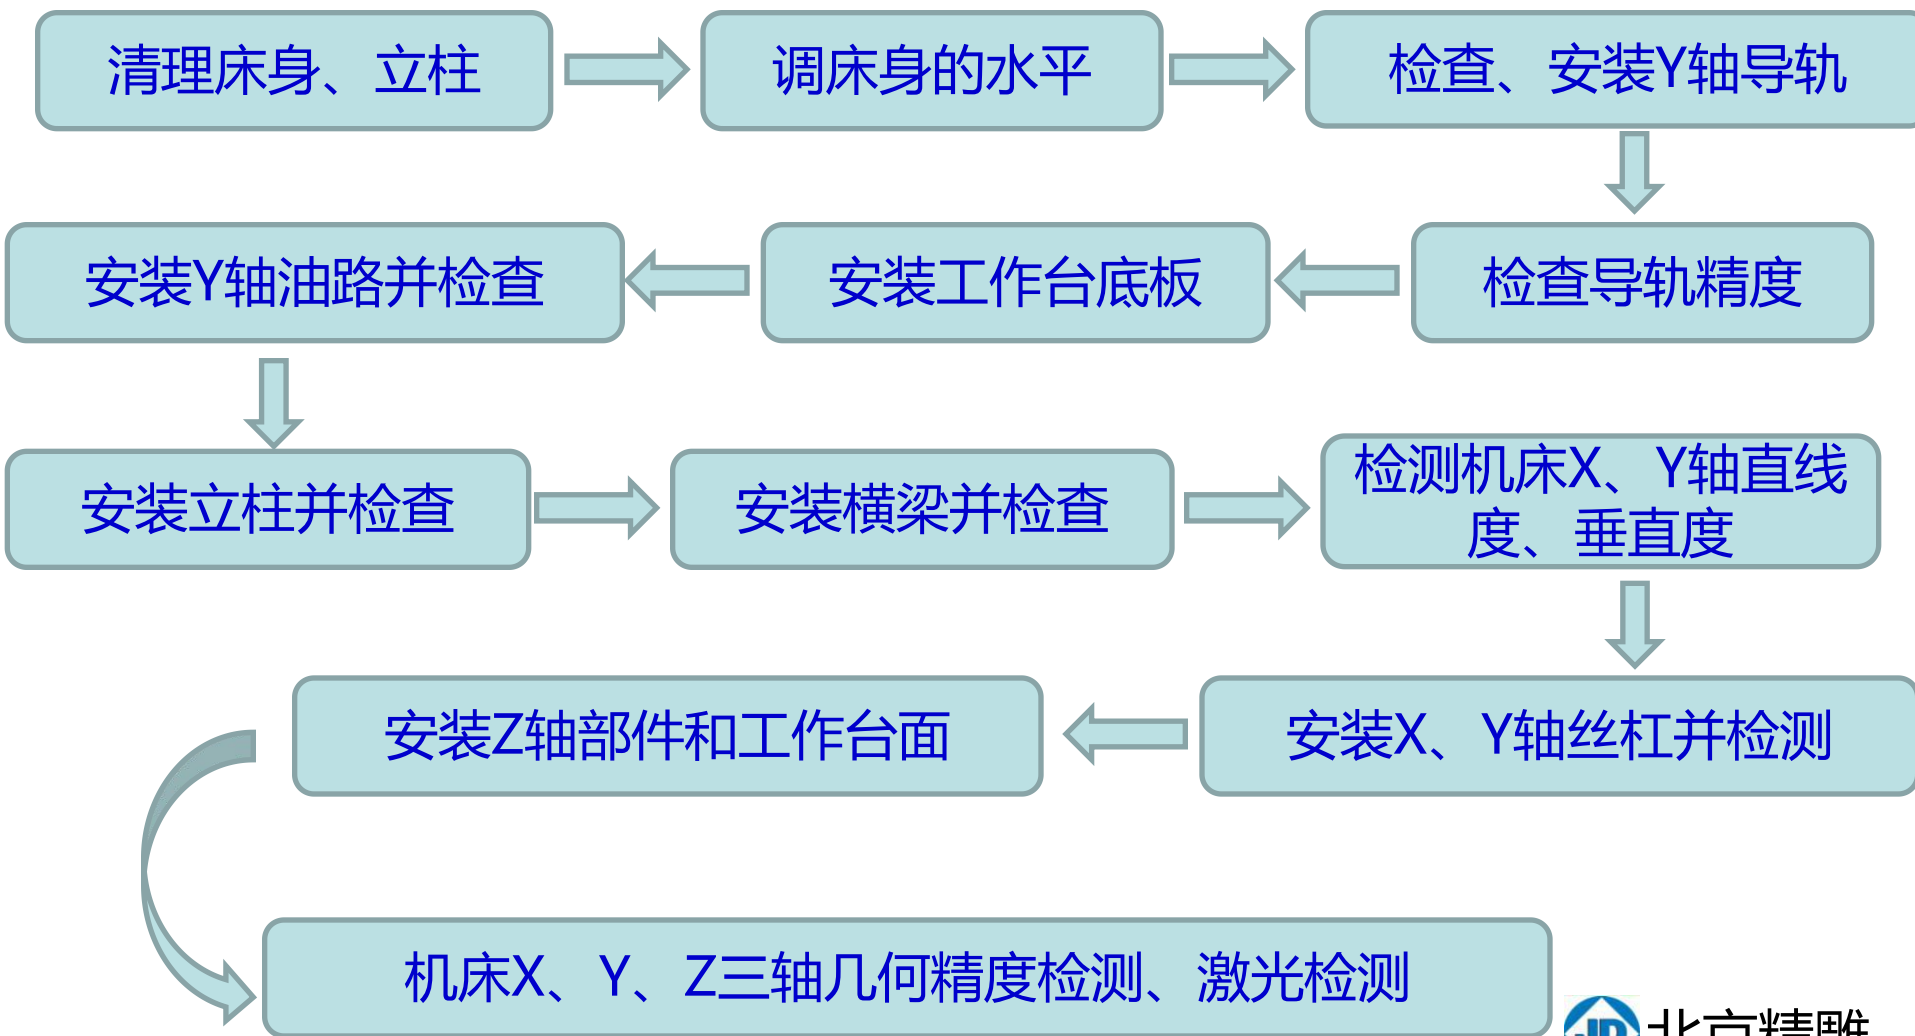 清理床身、立柱
调床身的水平
检查、安装Y轴导轨
检查导轨精度
安装工作台底板
安装Y轴油路并检查
安装立柱并检查
安装横梁并检查
检测机床X、Y轴直线
度、垂直度
安装X、Y轴丝杠并检测
安装Z轴部件和工作台面
机床X、Y、Z三轴几何精度检测、激光检测
JD
北京精雕